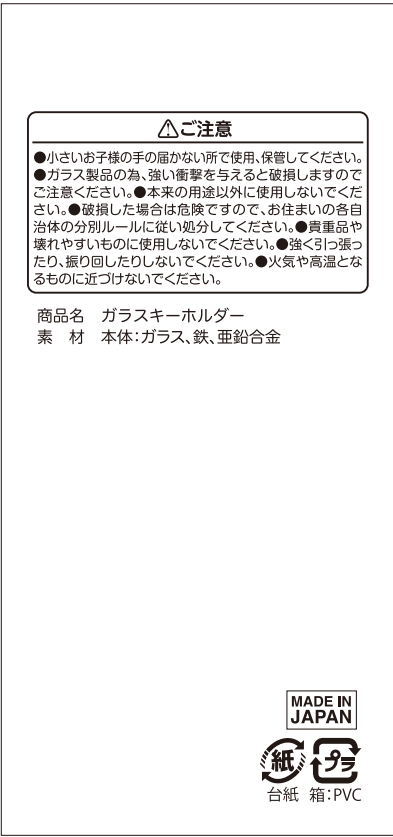 ⚠ご注意
●小さいお子様の手の届かない所で使用、保管してください。
●ガラス製品の為、強い衝撃を与えると破損しますので
ご注意ください。●本来の用途以外に使用しないでくだ
さい。●破損した場合は危険ですので、お住まいの各自
治体の分別ルールに従い処分してください。●貴重品や
壊れやすいものに使用しないでください。●強く引っ張っ
たり、振り回したりしないでください。●火気や高温とな
るものに近づけないでください。
商品名 ガラスキーホルダー
素 材 本体:ガラス、鉄、亜鉛合金
MADE IN
JAPAN
紙 プラ
台紙 箱:PVC